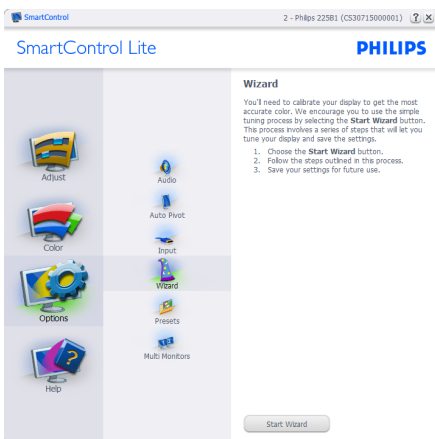 SmartControl
2 - Philips 225B1 (CS30715000001)
? X
SmartControl Lite
PHILIPS
Adjust
Color
Options
Help
Audio
Auto Pivot
Input
Wizard
Presets
Multi Monitors
Wizard
You'll need to calibrate your display to get the most
accurate color. We encourage you to use the simple
tuning process by selecting the Start Wizard button.
This process involves a series of steps that will let you
tune your display and save the settings.
1. Choose the Start Wizard button.
2. Follow the steps outlined in this process.
3. Save your settings for future use.
Start Wizard